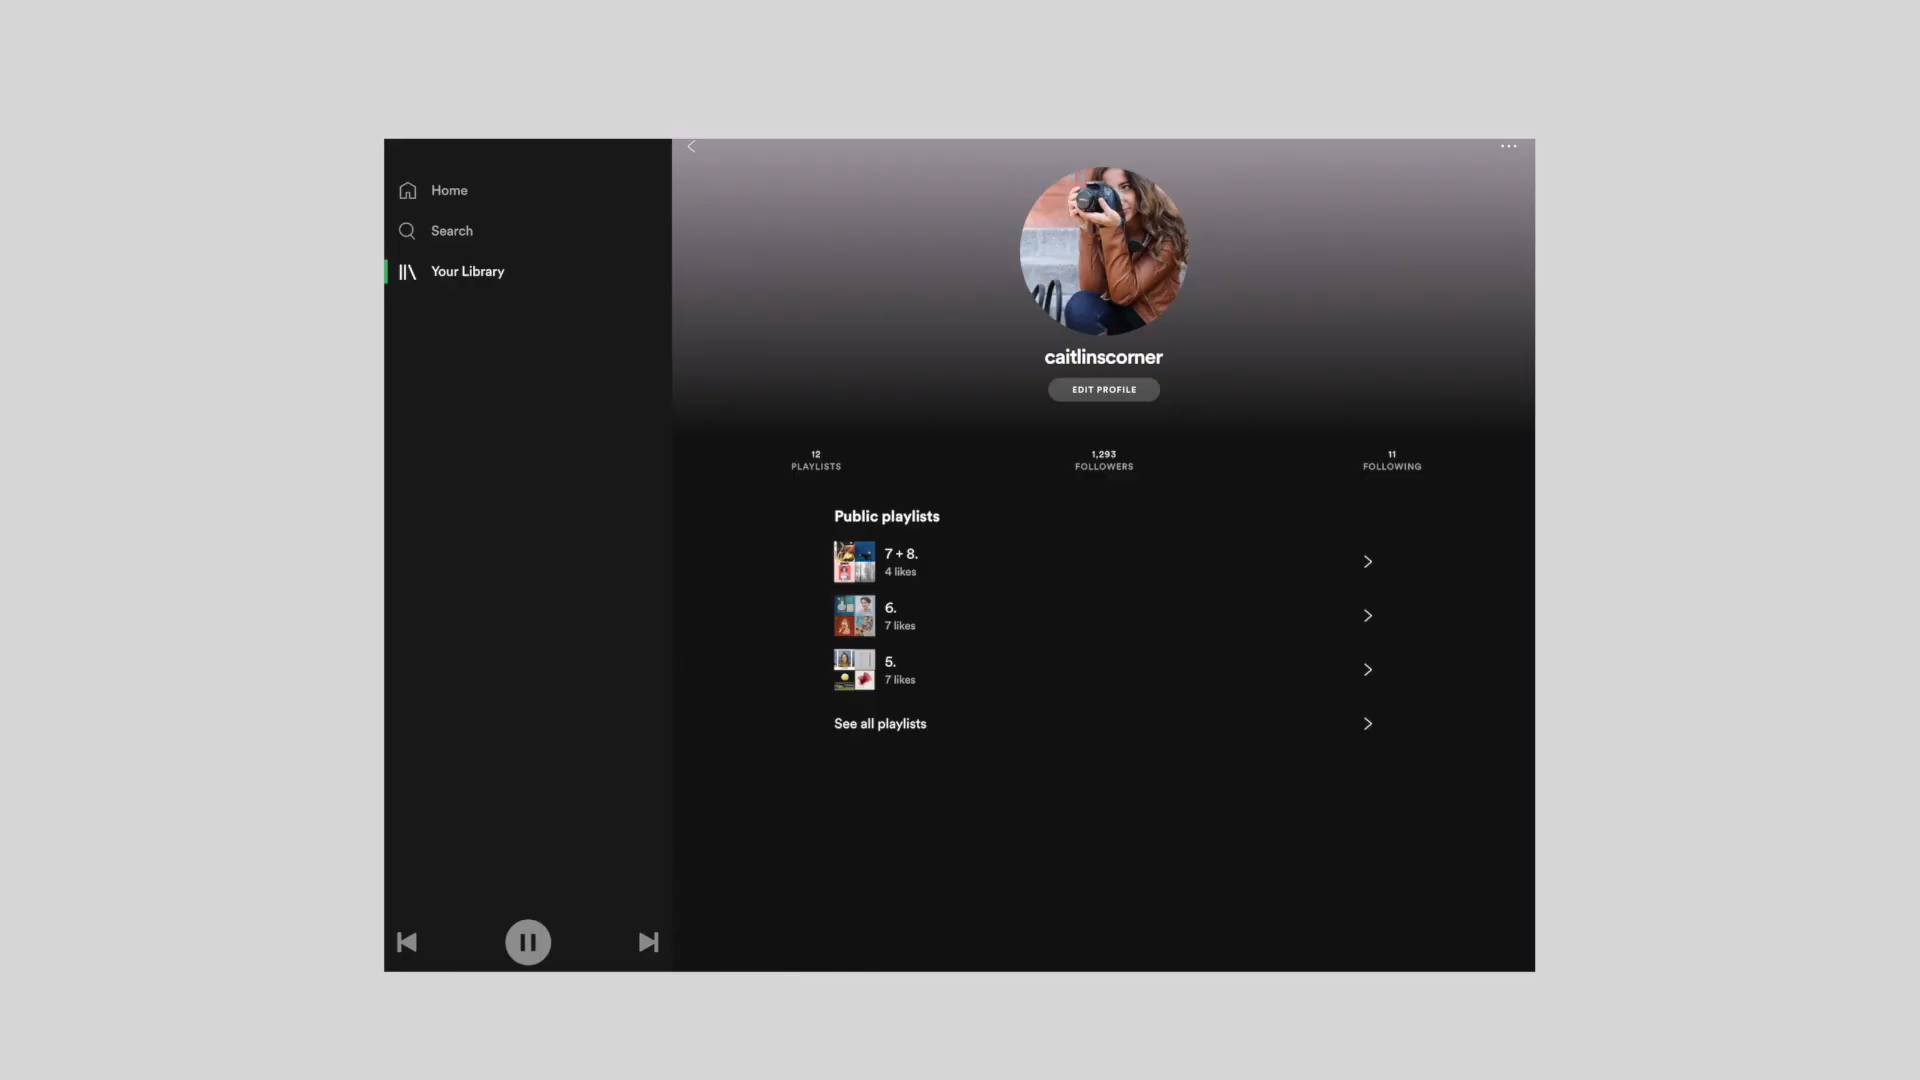 Home
Search
Your Library
caitlinscorner
EDIT PROFILE
12
PLAYLISTS
1,293
FOLLOWERS
11
FOLLOWING
Public playlists
7 + 8.
4 likes
6.
7 likes
5.
7 likes
See all playlists